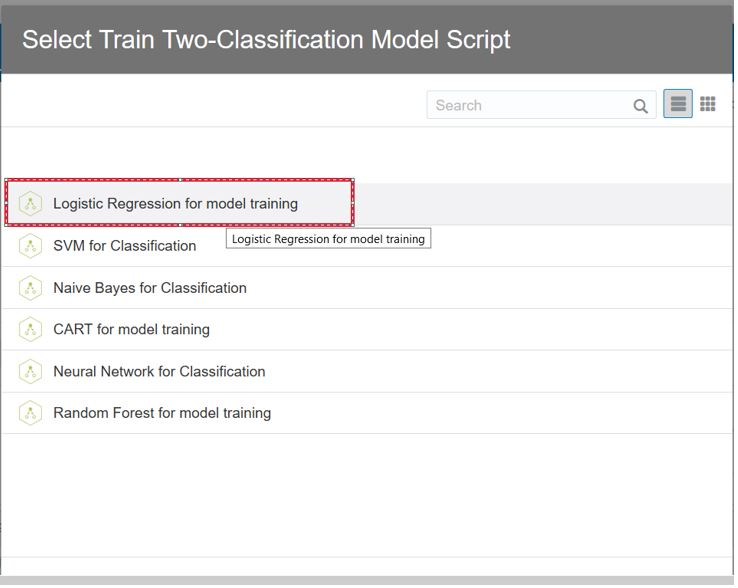 Select Train Two-Classification Model Script
Search
Logistic Regression for model training
SVM for Classification
Logistic Regression for model training
Naive Bayes for Classification
CART for model training
Neural Network for Classification
Random Forest for model training